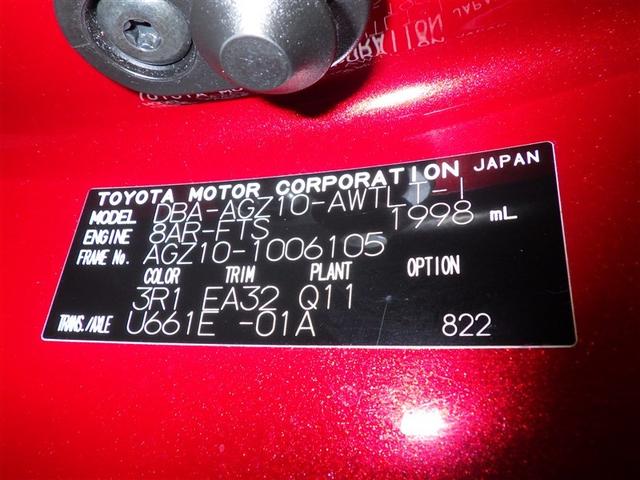 TOYOTA MOTOR CORPORATION JAPAN
MODEL DBA-AGZ10-AWTLT-I
ENGINE 8AR-FTS 1998 mL
FRAME No. AGZ10-1006105
COLOR TRIM PLANT OPTION
3R1 EA32 Q11
TRANS./AXLE U661E -01A 822